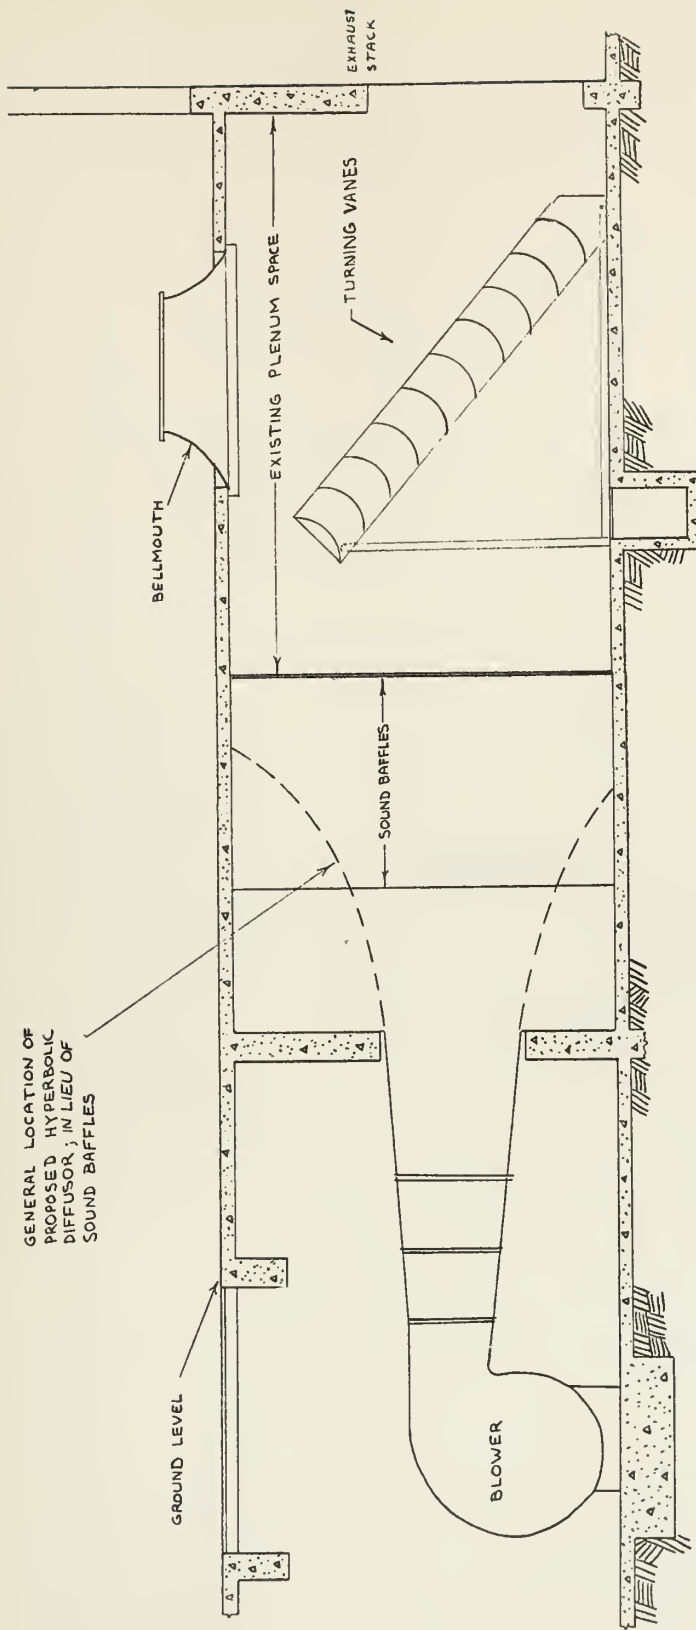 GENERAL LOCATION OF
PROPOSED HYPERBOLIC
DIFFUSOR; IN LIEU OF
SOUND BAFFLES
GROUND LEVEL
BLOWER
SOUND BAFFLES
BELLMOUTH
EXISTING PLENUM SPACE
TURNING VANES
EXHAUST
STACK